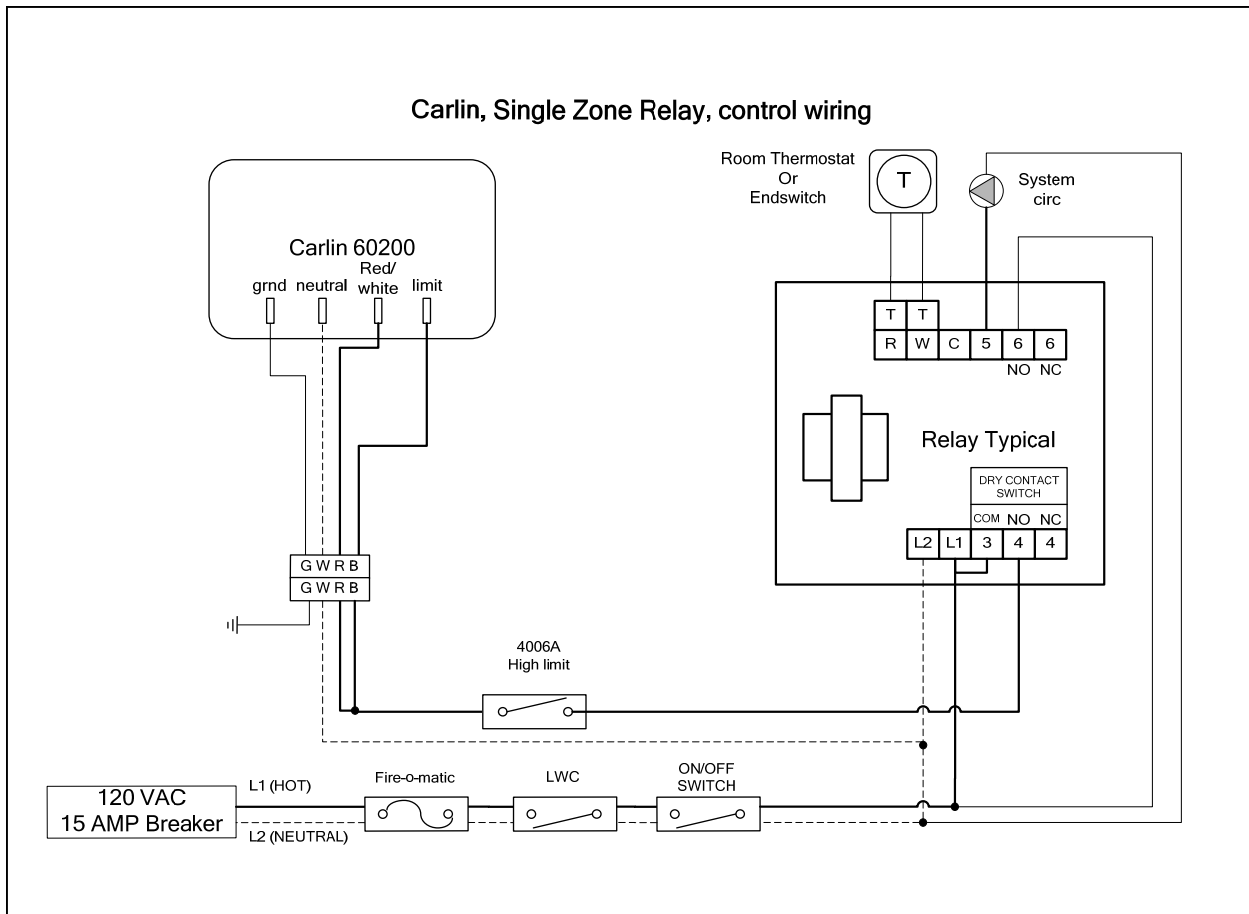 Carlin, Single Zone Relay, control wiring
Room Thermostat
Or
Endswitch
T
System
circ
Carlin 60200
grnd neutral Red/
white limit
T T
R W C 5 6 6
NO NC
Relay Typical
DRY CONTACT
SWITCH
COM NO NC
L2 L1 3 4 4
G W R B
G W R B
4006A
High limit
120 VAC
15 AMP Breaker
L1 (HOT)
L2 (NEUTRAL)
Fire-o-matic
LWC
ON/OFF
SWITCH